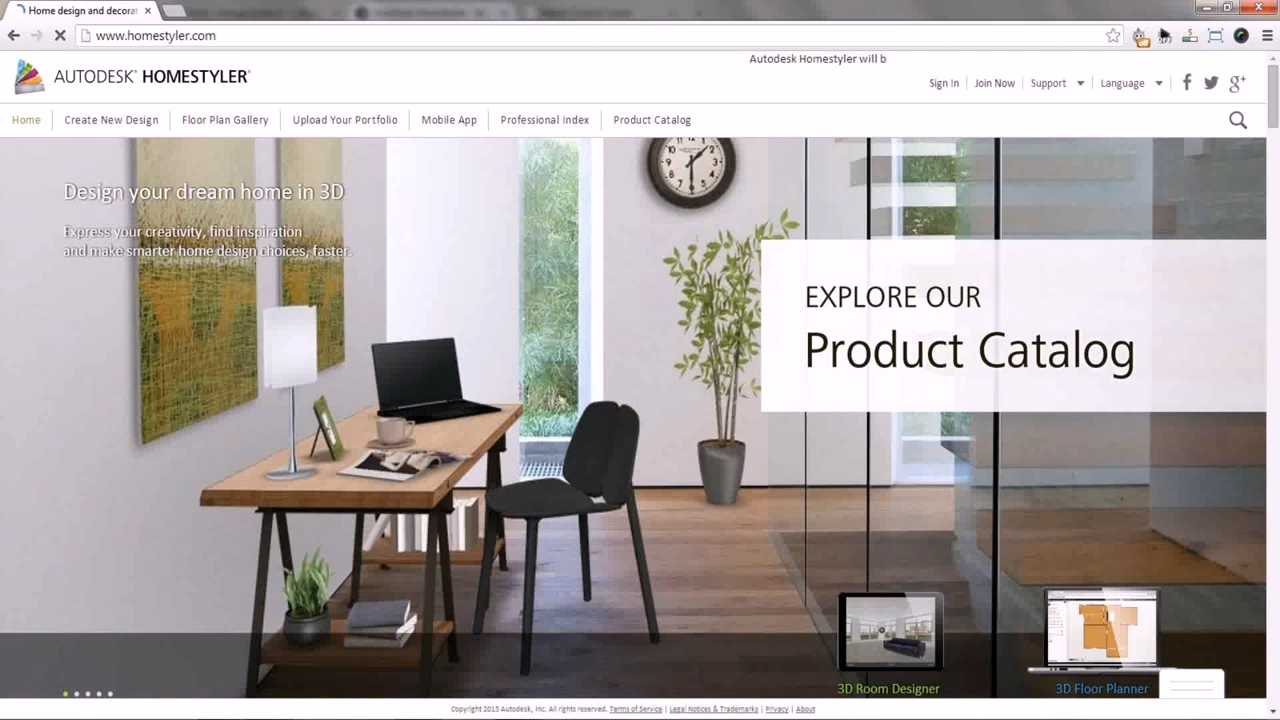 Home design and decorat
www.homestyler.com
AUTODESK® HOMESTYLER®
Autodesk Homestyler will b
Sign In
Join Now
Support
Language
Home
Create New Design
Floor Plan Gallery
Upload Your Portfolio
Mobile App
Professional Index
Product Catalog
Design your dream home in 3D
Express your creativity, find inspiration
and make smarter home design choices, faster.
EXPLORE OUR
Product Catalog
3D Room Designer
3D Floor Planner
Copyright 2013 Autodesk, Inc. All rights reserved. Terms of Service | Legal Notices & Trademarks | Privacy | About